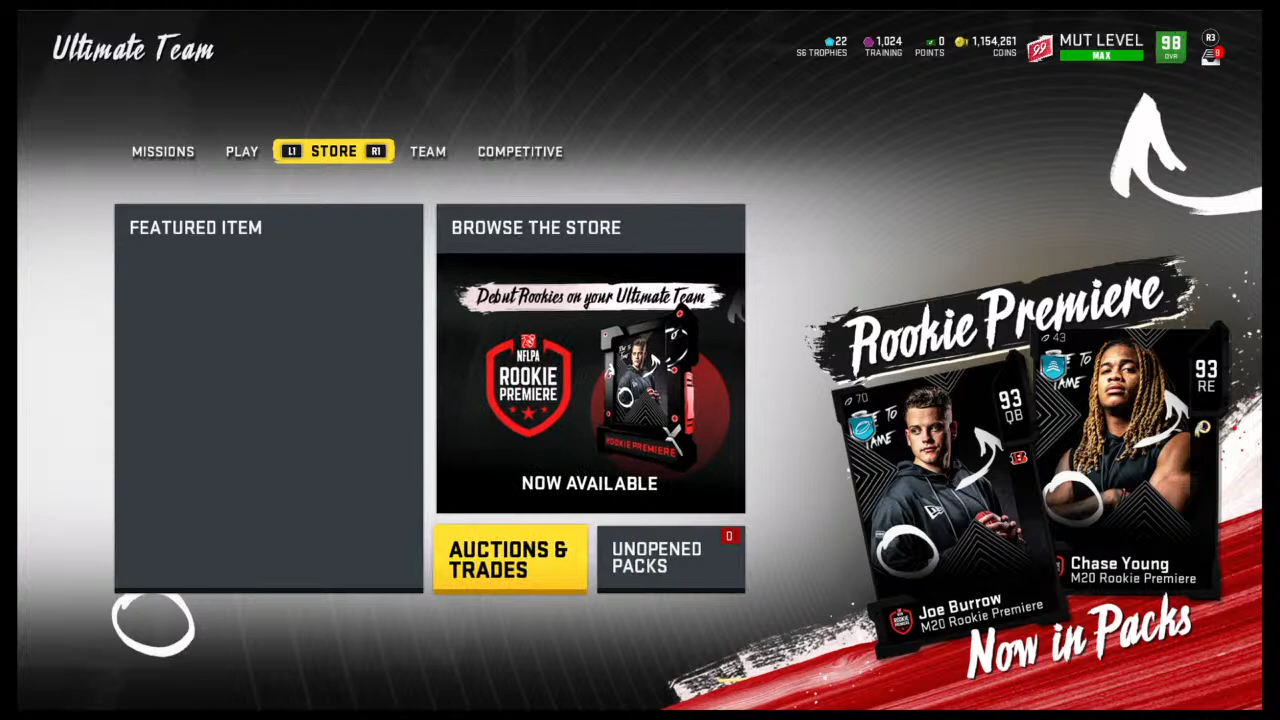 Ultimate Team
22
S6 TROPHIES
1,024
TRAINING
0
POINTS
1,154,261
COINS
99
MUT LEVEL
MAX
98
OVR
R3
9
MISSIONS
PLAY
L1 STORE R1
TEAM
COMPETITIVE
FEATURED ITEM
BROWSE THE STORE
Debut Rookies on your Ultimate Team
NFLPA
ROOKIE
PREMIERE
ROOKIE PREMIERE
NOW AVAILABLE
AUCTIONS &
TRADES
UNOPENED
PACKS
0
Rookie Premiere
70
93
QB
Joe Burrow
M20 Rookie Premiere
43
93
RE
Chase Young
M20 Rookie Premiere
Now in Packs